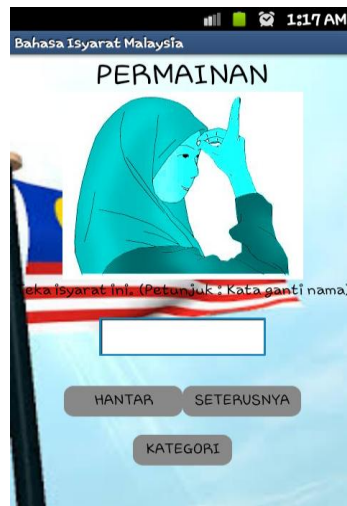 1:17 AM
Bahasa Isyarat Malaysia
PERMAINAN
eka isyarat ini. (Petunjuk : Kata ganti nama)
HANTAR SETERUSNYA
KATEGORI